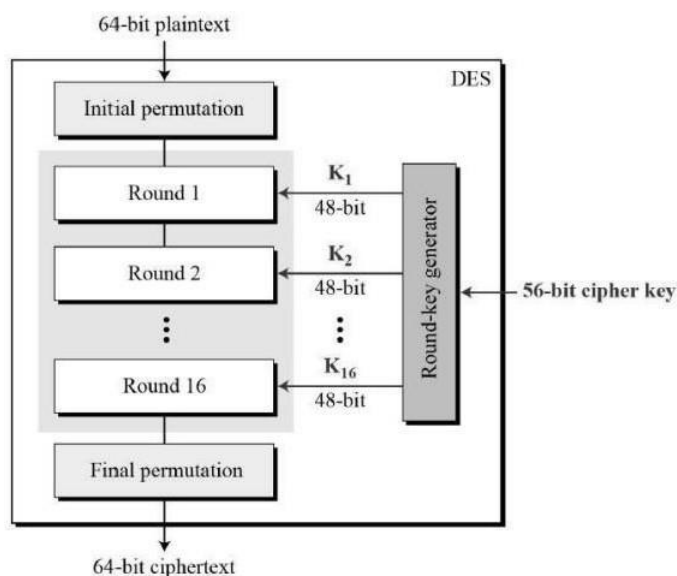 64-bit plaintext
DES
Initial permutation
Round 1
K₁
48-bit
Round 2
K₂
48-bit
Round-key generator
56-bit cipher key
Round 16
K₁₆
48-bit
Final permutation
64-bit ciphertext